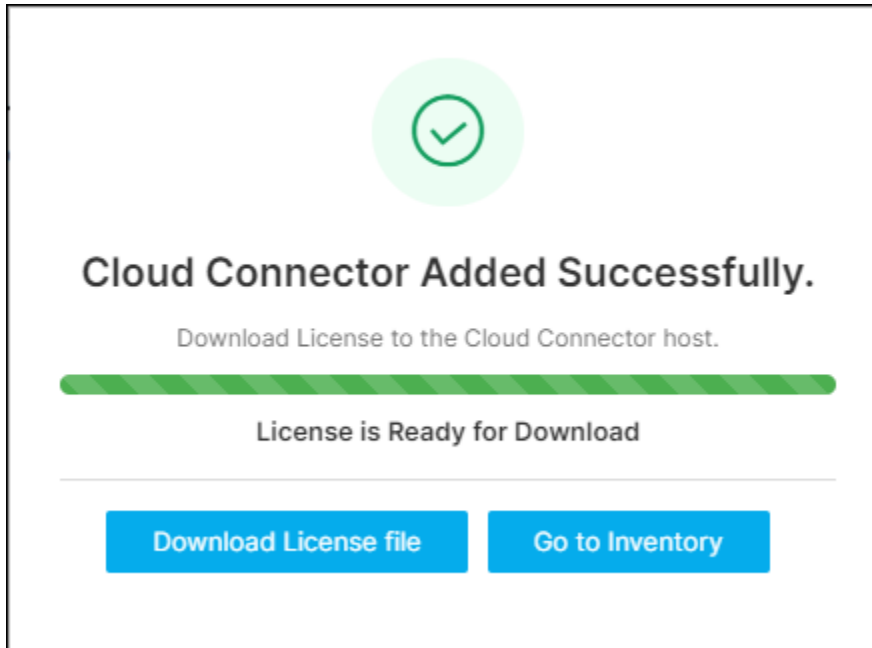 Cloud Connector Added Successfully.
Download License to the Cloud Connector host.
License is Ready for Download
Download License file
Go to Inventory